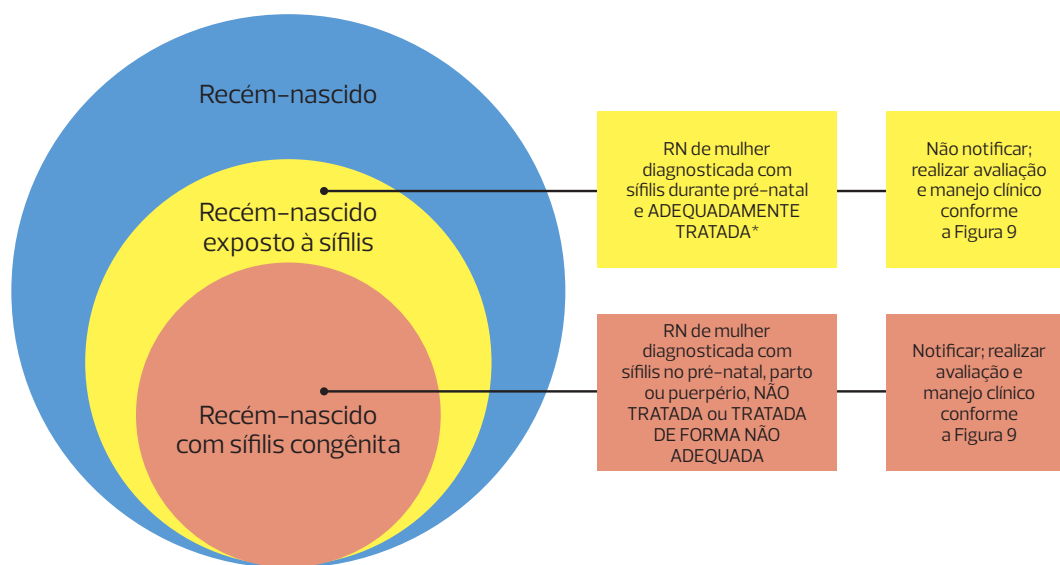 Recém-nascido
Recém-nascido
exposto à sífilis
Recém-nascido
com sífilis congênita
RN de mulher
diagnosticada com
sífilis durante pré-natal
e ADEQUADAMENTE
TRATADA*
Não notificar;
realizar avaliação
e manejo clínico
conforme
a Figura 9
RN de mulher
diagnosticada com
sífilis no pré-natal, parto
ou puerpério, NÃO
TRATADA ou TRATADA
DE FORMA NÃO
ADEQUADA
Notificar; realizar
avaliação e
manejo clínico
conforme
a Figura 9